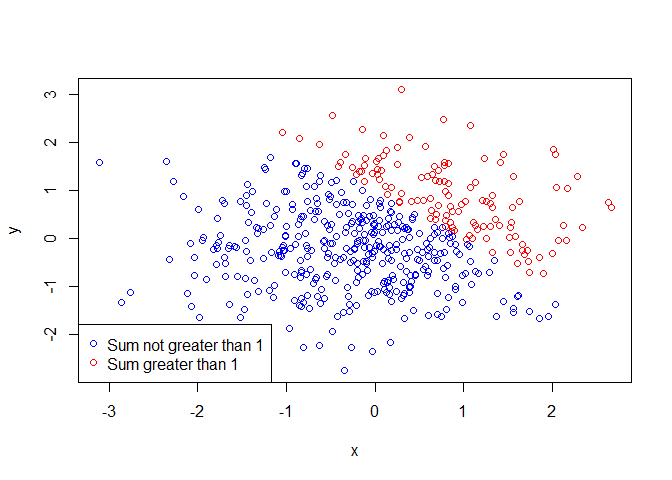 3
2
1
0
-1
-2
y
Sum not greater than 1
Sum greater than 1
-3 -2 -1 0 1 2
x